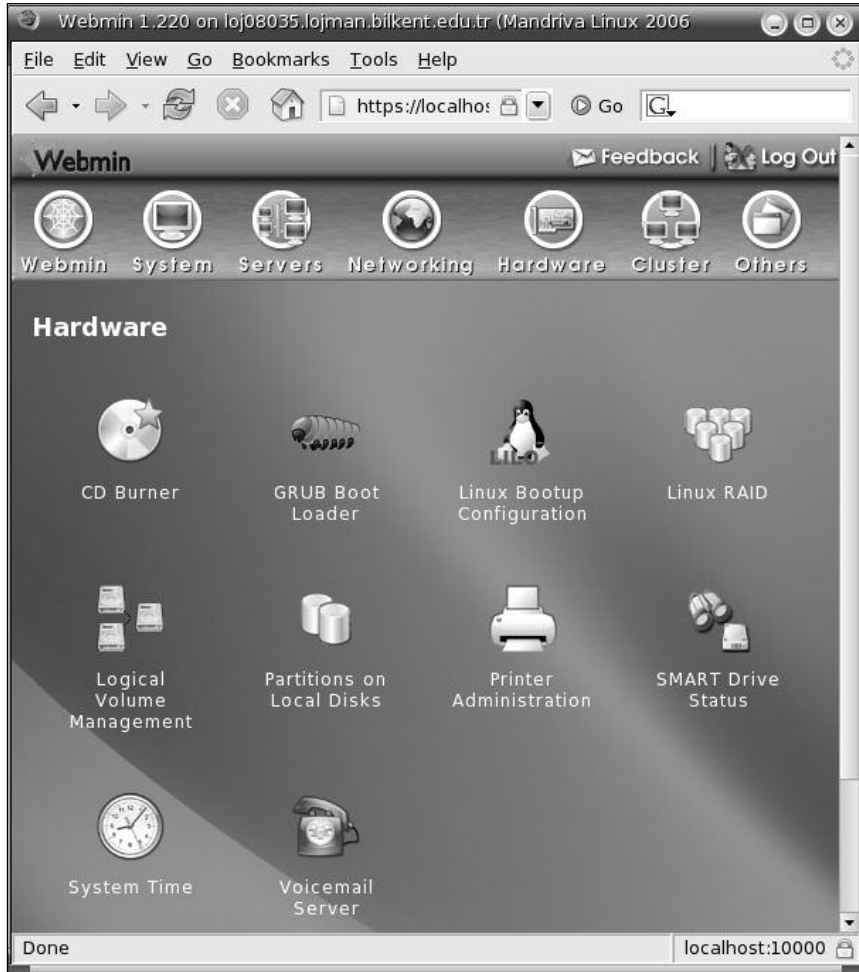 Webmin 1.220 on loj08035.lojman.bilkent.edu.tr (Mandriva Linux 2006
File Edit View Go Bookmarks Tools Help
https://localhos Go G
Webmin Feedback Log Out
Webmin System Servers Networking Hardware Cluster Others
Hardware
CD Burner
GRUB Boot
Loader
LILO
Linux Bootup
Configuration
Linux RAID
Logical
Volume
Management
Partitions on
Local Disks
Printer
Administration
SMART Drive
Status
System Time
Voicemail
Server
Done localhost:10000